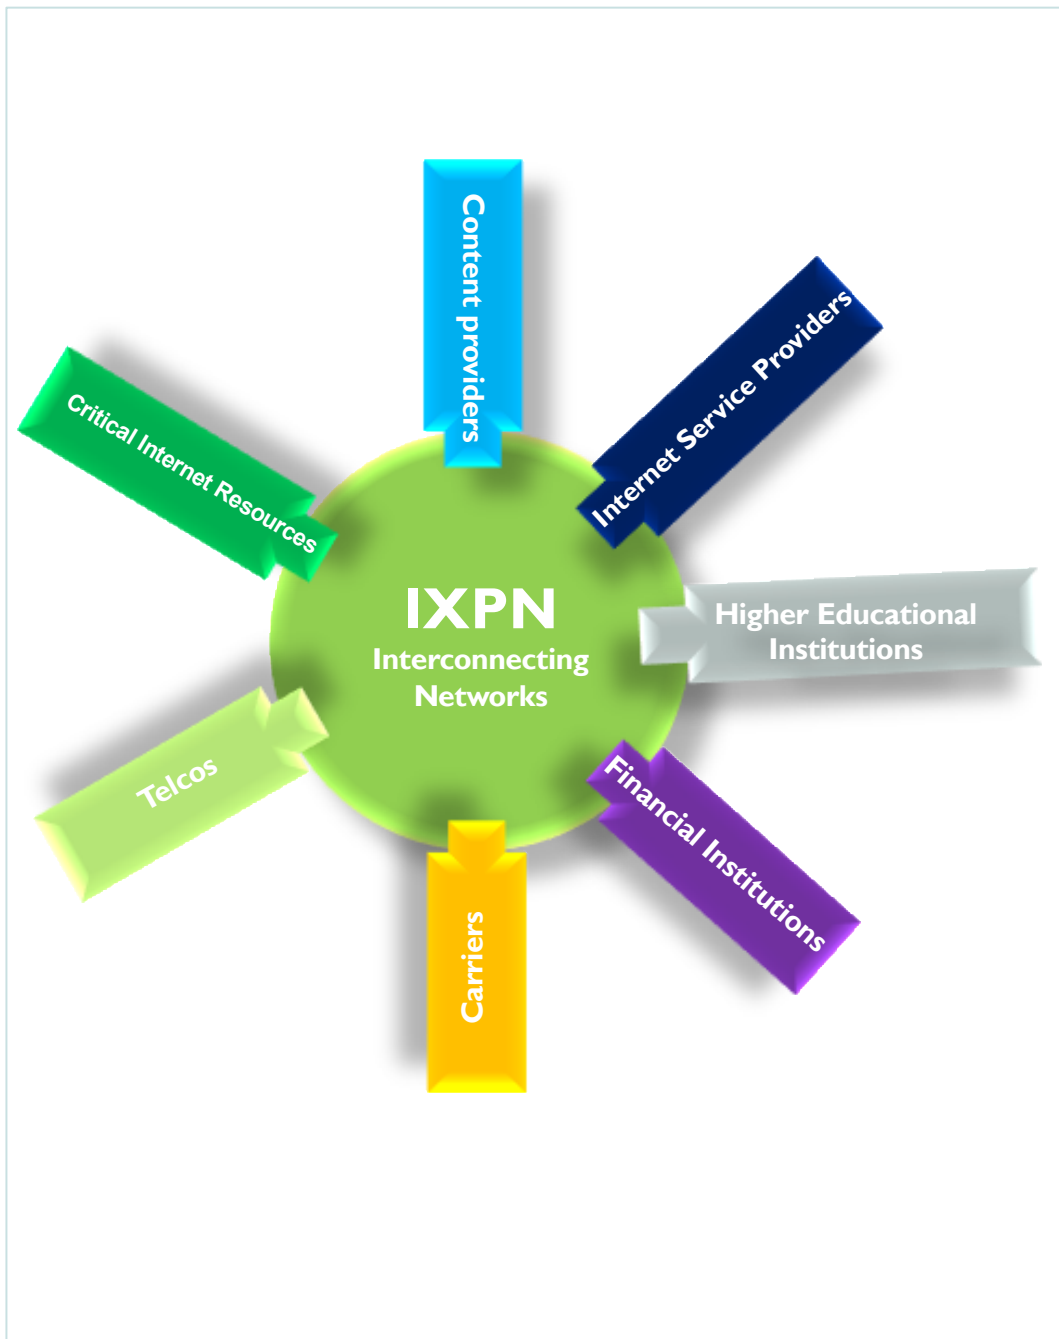 Content providers
Internet Service Providers
Critical Internet Resources
IXPN
Interconnecting
Networks
Higher Educational
Institutions
Telcos
Financial Institutions
Carriers